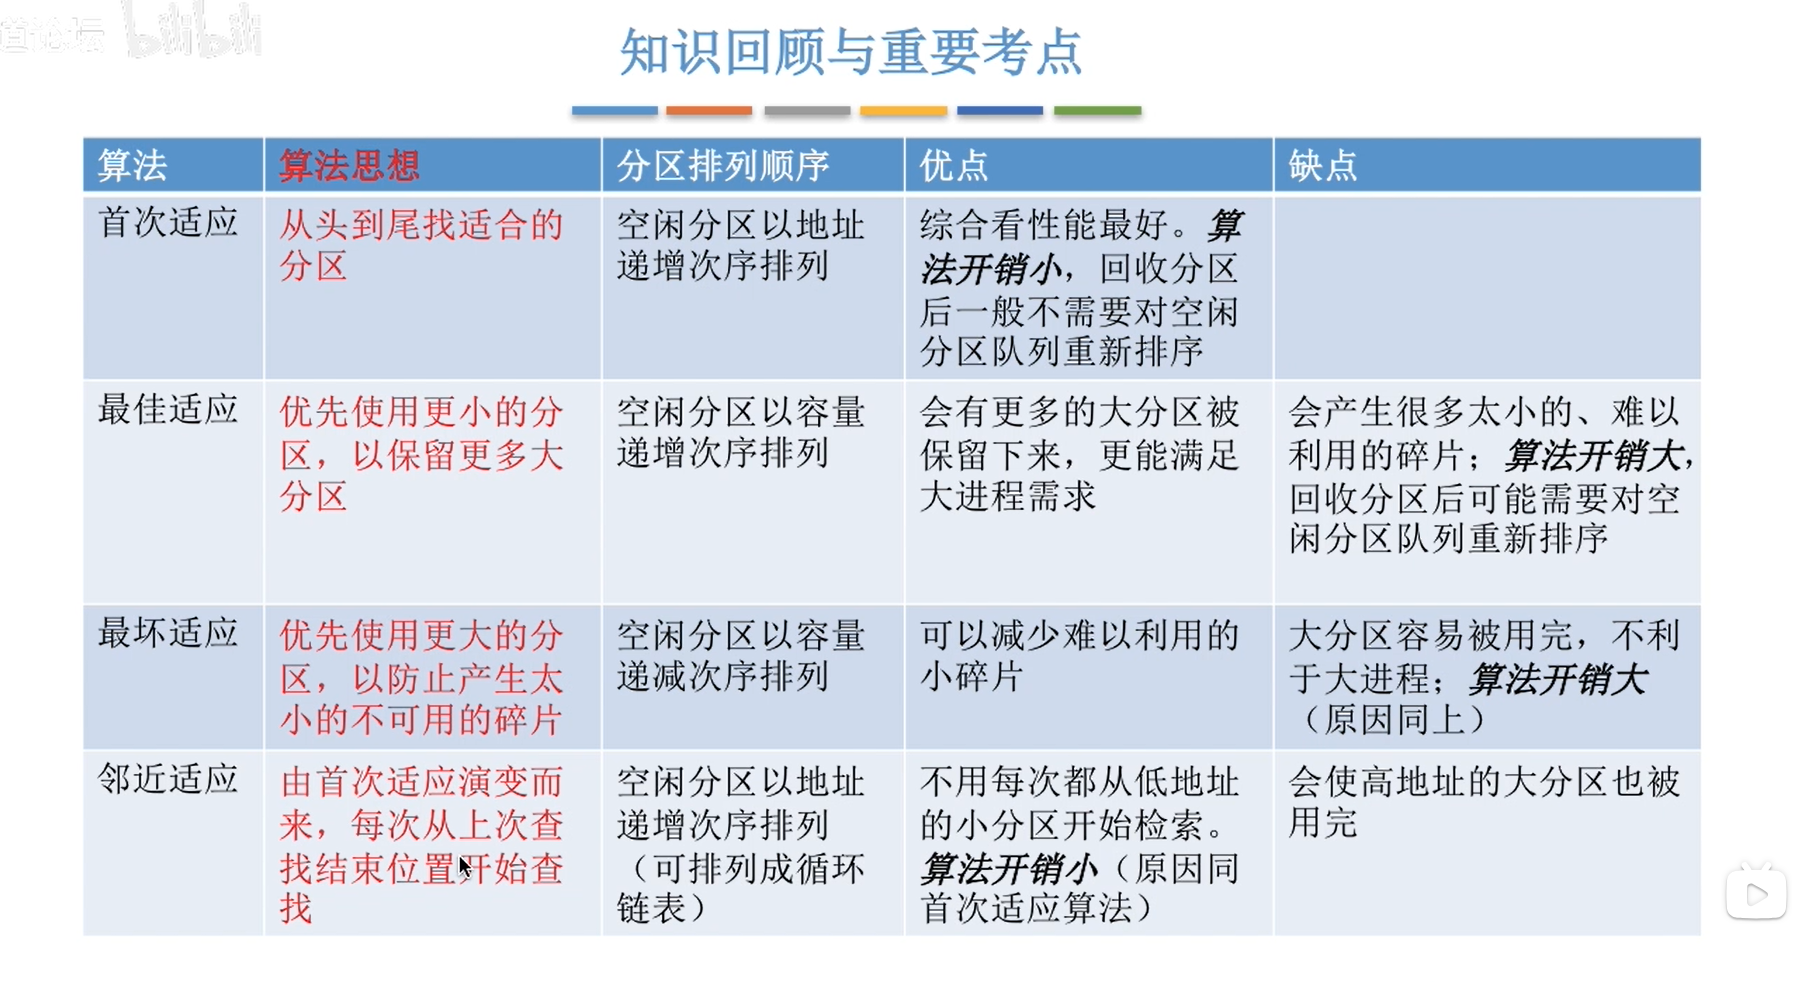 首论坛 bilibili
知识回顾与重要考点
算法
算法思想
分区排列顺序
优点
缺点
首次适应
从头到尾找适合的
分区
空闲分区以地址
递增次序排列
综合看性能最好。算
法开销小，回收分区
后一般不需要对空闲
分区队列重新排序
最佳适应
优先使用更小的分
区，以保留更多大
分区
空闲分区以容量
递增次序排列
会有更多的大分区被
保留下来，更能满足
大进程需求
会产生很多太小的、难以
利用的碎片；算法开销大，
回收分区后可能需要对空
闲分区队列重新排序
最坏适应
优先使用更大的分
区，以防止产生太
小的不可用的碎片
空闲分区以容量
递减次序排列
可以减少难以利用的
小碎片
大分区容易被用完，不利
于大进程；算法开销大
（原因同上）
邻近适应
由首次适应演变而
来，每次从上次查
找结束位置开始查
找
空闲分区以地址
递增次序排列
（可排列成循环
链表）
不用每次都从低地址
的小分区开始检索。
算法开销小（原因同
首次适应算法）
会使高地址的大分区也被
用完